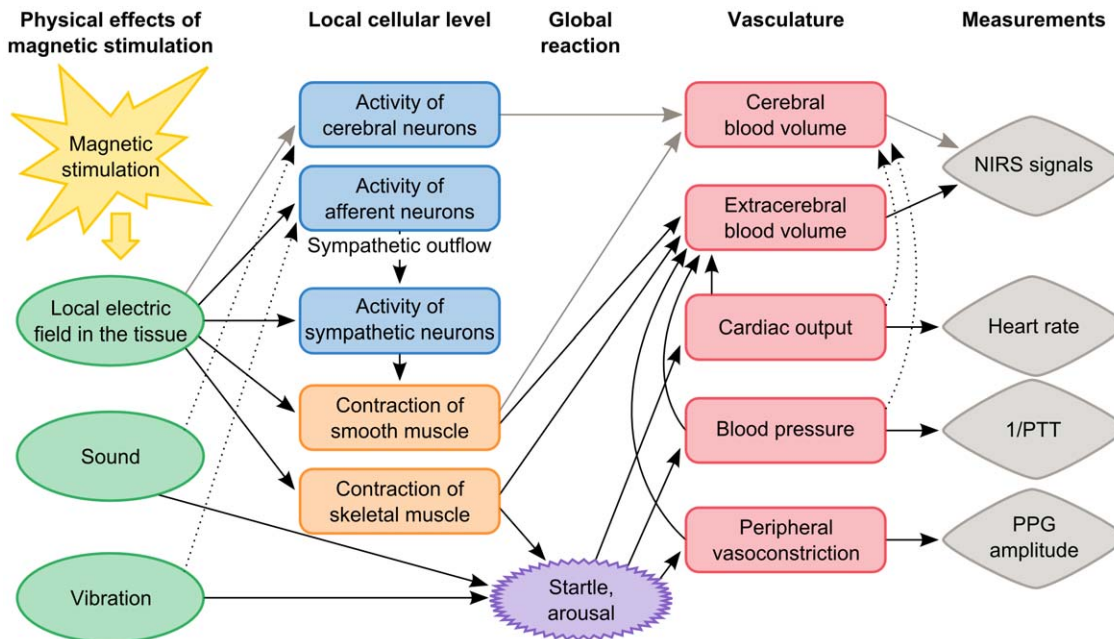 Physical effects of
magnetic stimulation
Local cellular level
Global
reaction
Vasculature
Measurements
Magnetic
stimulation
Local electric
field in the tissue
Sound
Vibration
Activity of
cerebral neurons
Activity of
afferent neurons
Sympathetic outflow
Activity of
sympathetic neurons
Contraction of
smooth muscle
Contraction of
skeletal muscle
Startle,
arousal
Cerebral
blood volume
Extracerebral
blood volume
Cardiac output
Blood pressure
Peripheral
vasoconstriction
NIRS signals
Heart rate
1/PTT
PPG
amplitude